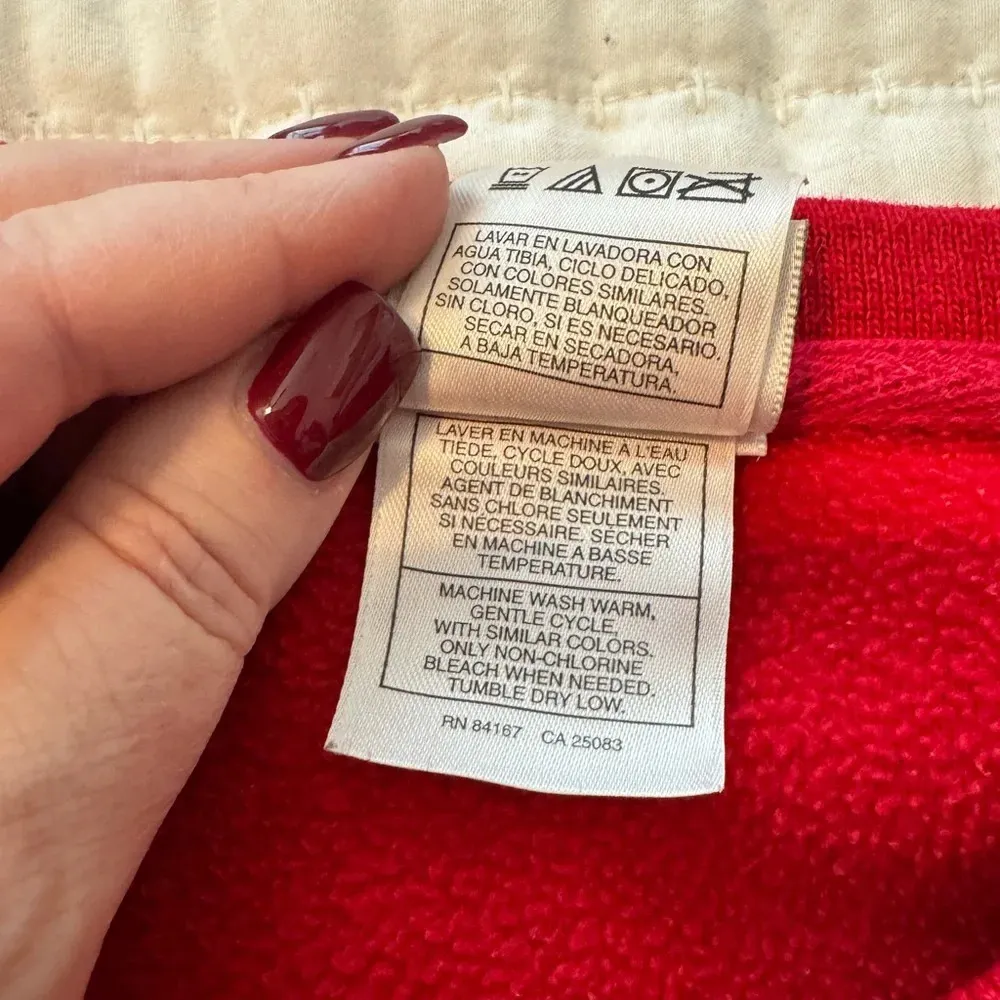 LAVAR EN LAVADORA CON
AGUA TIBIA, CICLO DELICADO,
CON COLORES SIMILARES.
SOLAMENTE BLANQUEADOR
SIN CLORO, SI ES NECESARIO.
SECAR EN SECADORA,
A BAJA TEMPERATURA.
LAVER EN MACHINE A L'EAU
TIEDE, CYCLE DOUX, AVEC
COULEURS SIMILAIRES.
AGENT DE BLANCHIMENT
SANS CHLORE SEULEMENT
SI NECESSAIRE. SECHER
EN MACHINE A BASSE
TEMPERATURE.
MACHINE WASH WARM,
GENTLE CYCLE,
WITH SIMILAR COLORS.
ONLY NON-CHLORINE
BLEACH WHEN NEEDED.
TUMBLE DRY LOW.
RN 84167 CA 25083